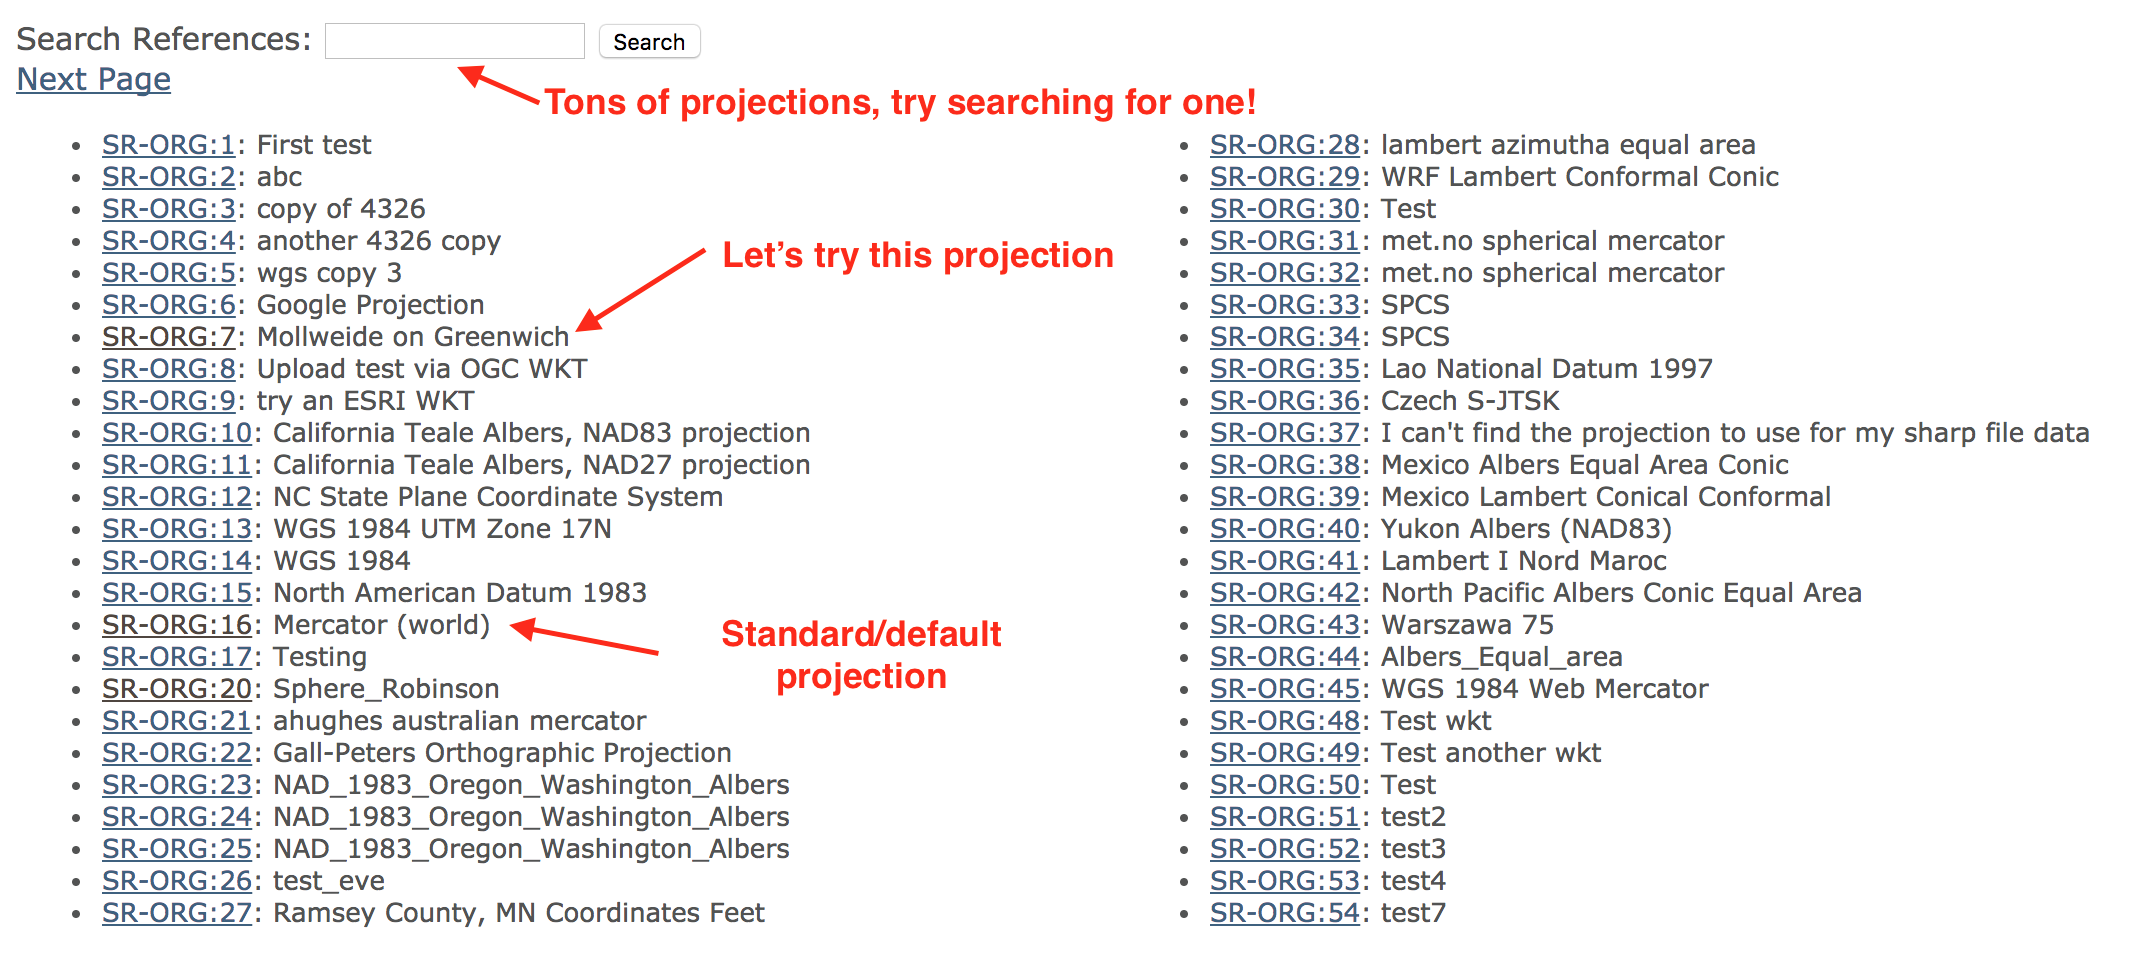 Search References: Search
Next Page
Tons of projections, try searching for one!
SR-ORG:1: First test
SR-ORG:2: abc
SR-ORG:3: copy of 4326
SR-ORG:4: another 4326 copy
SR-ORG:5: wgs copy 3
SR-ORG:6: Google Projection
SR-ORG:7: Mollweide on Greenwich
Let’s try this projection
SR-ORG:8: Upload test via OGC WKT
SR-ORG:9: try an ESRI WKT
SR-ORG:10: California Teale Albers, NAD83 projection
SR-ORG:11: California Teale Albers, NAD27 projection
SR-ORG:12: NC State Plane Coordinate System
SR-ORG:13: WGS 1984 UTM Zone 17N
SR-ORG:14: WGS 1984
SR-ORG:15: North American Datum 1983
SR-ORG:16: Mercator (world)
Standard/default
projection
SR-ORG:17: Testing
SR-ORG:20: Sphere_Robinson
SR-ORG:21: ahughes australian mercator
SR-ORG:22: Gall-Peters Orthographic Projection
SR-ORG:23: NAD_1983_Oregon_Washington_Albers
SR-ORG:24: NAD_1983_Oregon_Washington_Albers
SR-ORG:25: NAD_1983_Oregon_Washington_Albers
SR-ORG:26: test_eve
SR-ORG:27: Ramsey County, MN Coordinates Feet
SR-ORG:28: lambert azimutha equal area
SR-ORG:29: WRF Lambert Conformal Conic
SR-ORG:30: Test
SR-ORG:31: met.no spherical mercator
SR-ORG:32: met.no spherical mercator
SR-ORG:33: SPCS
SR-ORG:34: SPCS
SR-ORG:35: Lao National Datum 1997
SR-ORG:36: Czech S-JTSK
SR-ORG:37: I can't find the projection to use for my sharp file data
SR-ORG:38: Mexico Albers Equal Area Conic
SR-ORG:39: Mexico Lambert Conical Conformal
SR-ORG:40: Yukon Albers (NAD83)
SR-ORG:41: Lambert I Nord Maroc
SR-ORG:42: North Pacific Albers Conic Equal Area
SR-ORG:43: Warszawa 75
SR-ORG:44: Albers_Equal_area
SR-ORG:45: WGS 1984 Web Mercator
SR-ORG:48: Test wkt
SR-ORG:49: Test another wkt
SR-ORG:50: Test
SR-ORG:51: test2
SR-ORG:52: test3
SR-ORG:53: test4
SR-ORG:54: test7